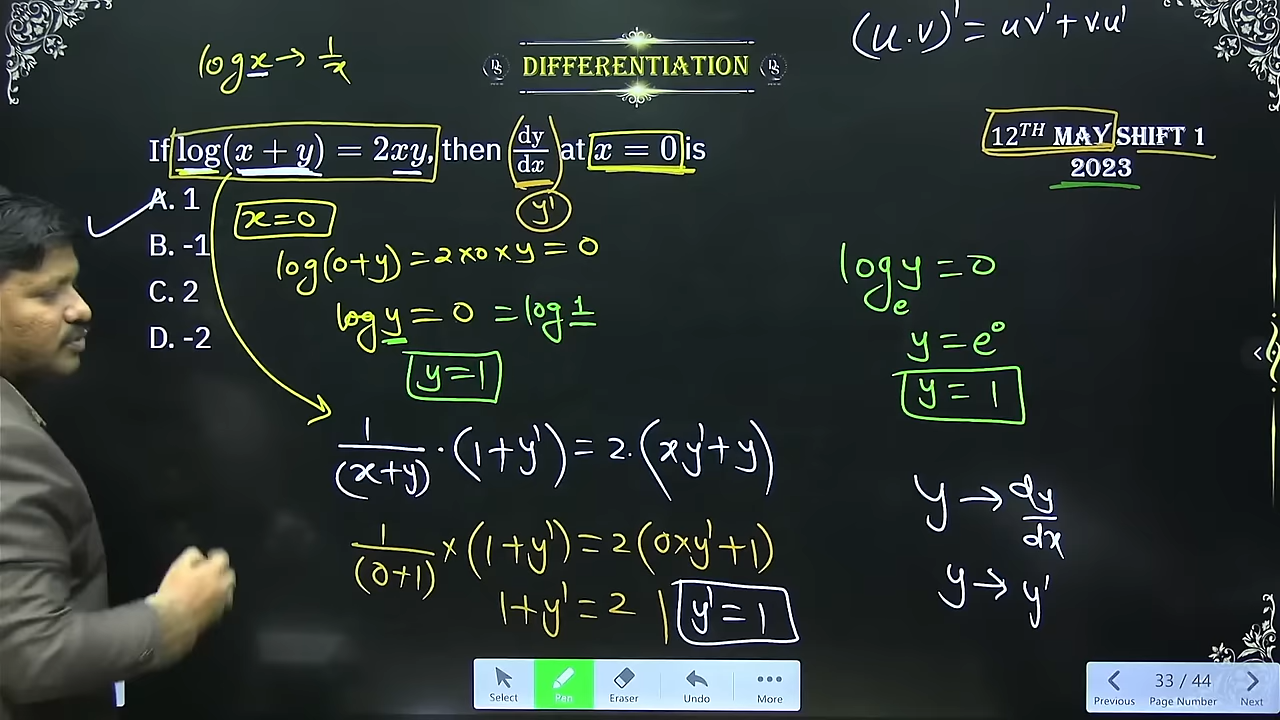 (u.v)' = uv' + v.u'
log x → 1/x
DS DIFFERENTIATION DS
12TH MAY SHIFT 1
2023
If log(x + y) = 2xy, then (dy/dx) at x = 0 is
y'
A. 1
B. -1
C. 2
D. -2
x=0
log(0+y) = 2×0×y = 0
log y = 0 = log 1
y=1
log_e y = 0
y = e⁰
y = 1
1/(x+y) · (1+y') = 2.(xy'+y)
1/(0+1) × (1+y') = 2(0×y'+1)
1+y' = 2 | y' = 1
y → dy/dx
y → y'
Select Pen Eraser Undo More
33 / 44
Previous Page Number Next